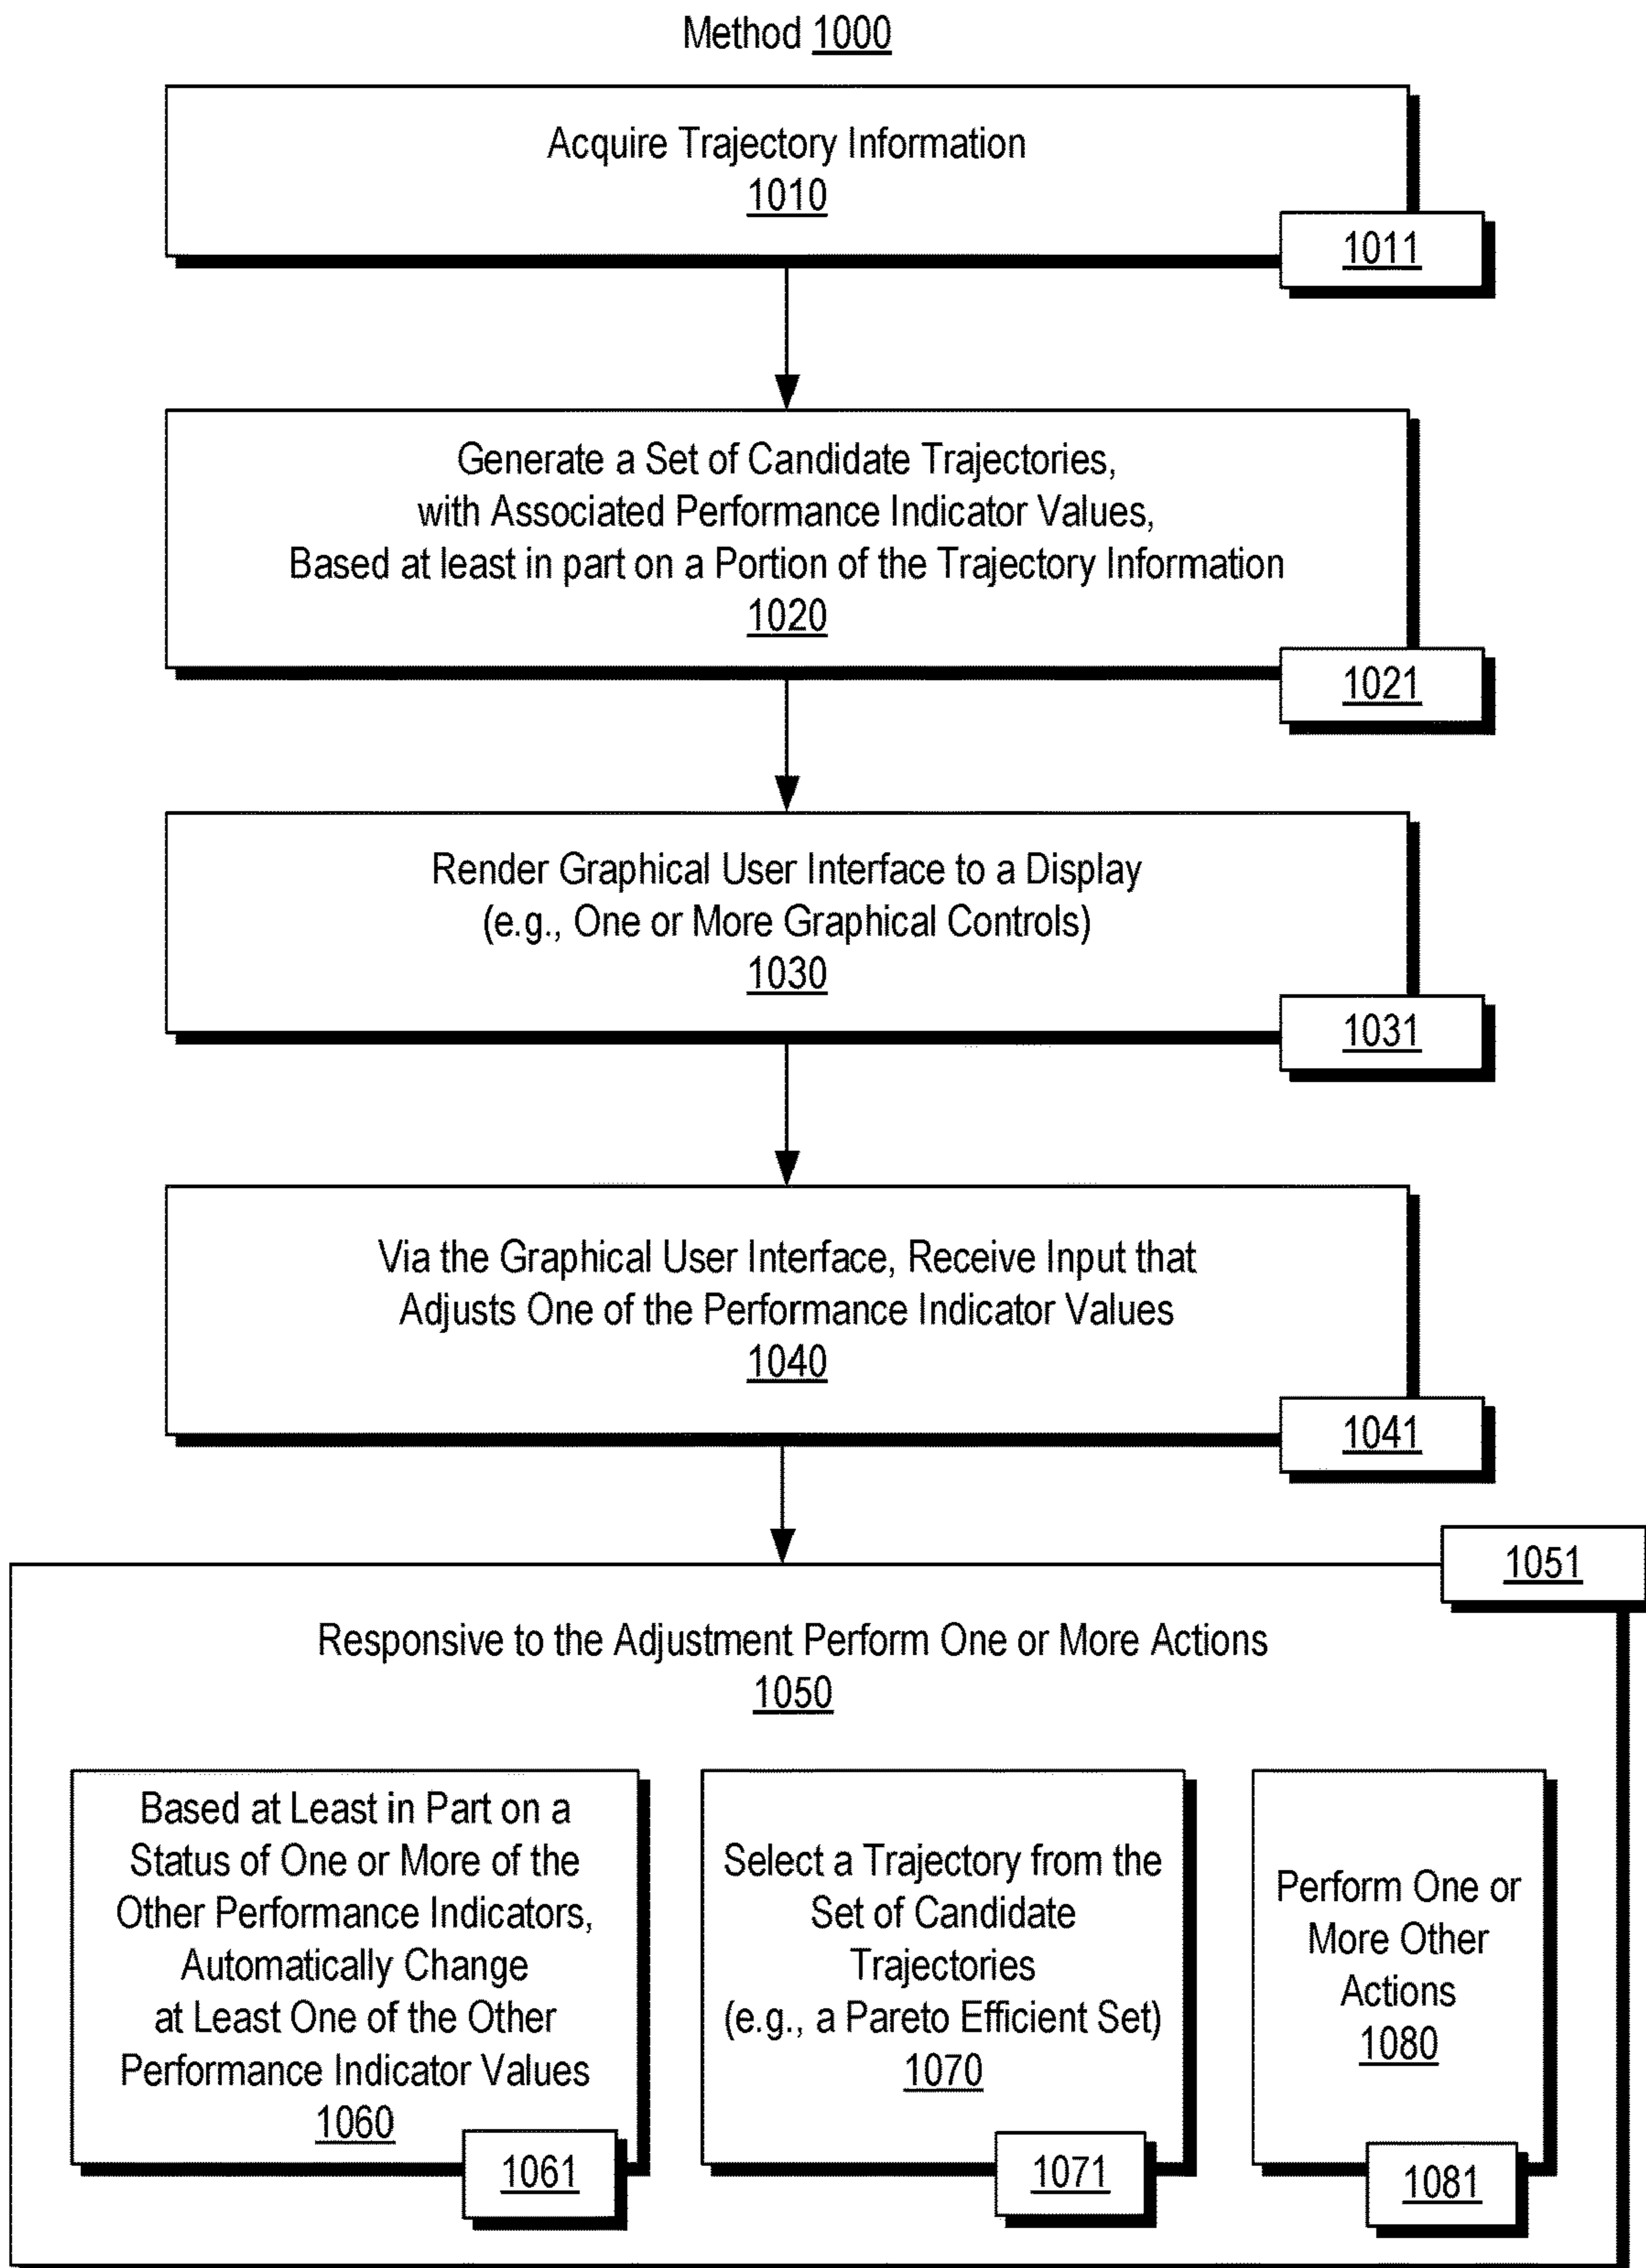 Method 1000
Acquire Trajectory Information
1010
1011
Generate a Set of Candidate Trajectories,
with Associated Performance Indicator Values,
Based at least in part on a Portion of the Trajectory Information
1020
1021
Render Graphical User Interface to a Display
(e.g., One or More Graphical Controls)
1030
1031
Via the Graphical User Interface, Receive Input that
Adjusts One of the Performance Indicator Values
1040
1041
1051
Responsive to the Adjustment Perform One or More Actions
1050
Based at Least in Part on a
Status of One or More of the
Other Performance Indicators,
Automatically Change
at Least One of the Other
Performance Indicator Values
1060
1061
Select a Trajectory from the
Set of Candidate
Trajectories
(e.g., a Pareto Efficient Set)
1070
1071
Perform One or
More Other
Actions
1080
1081